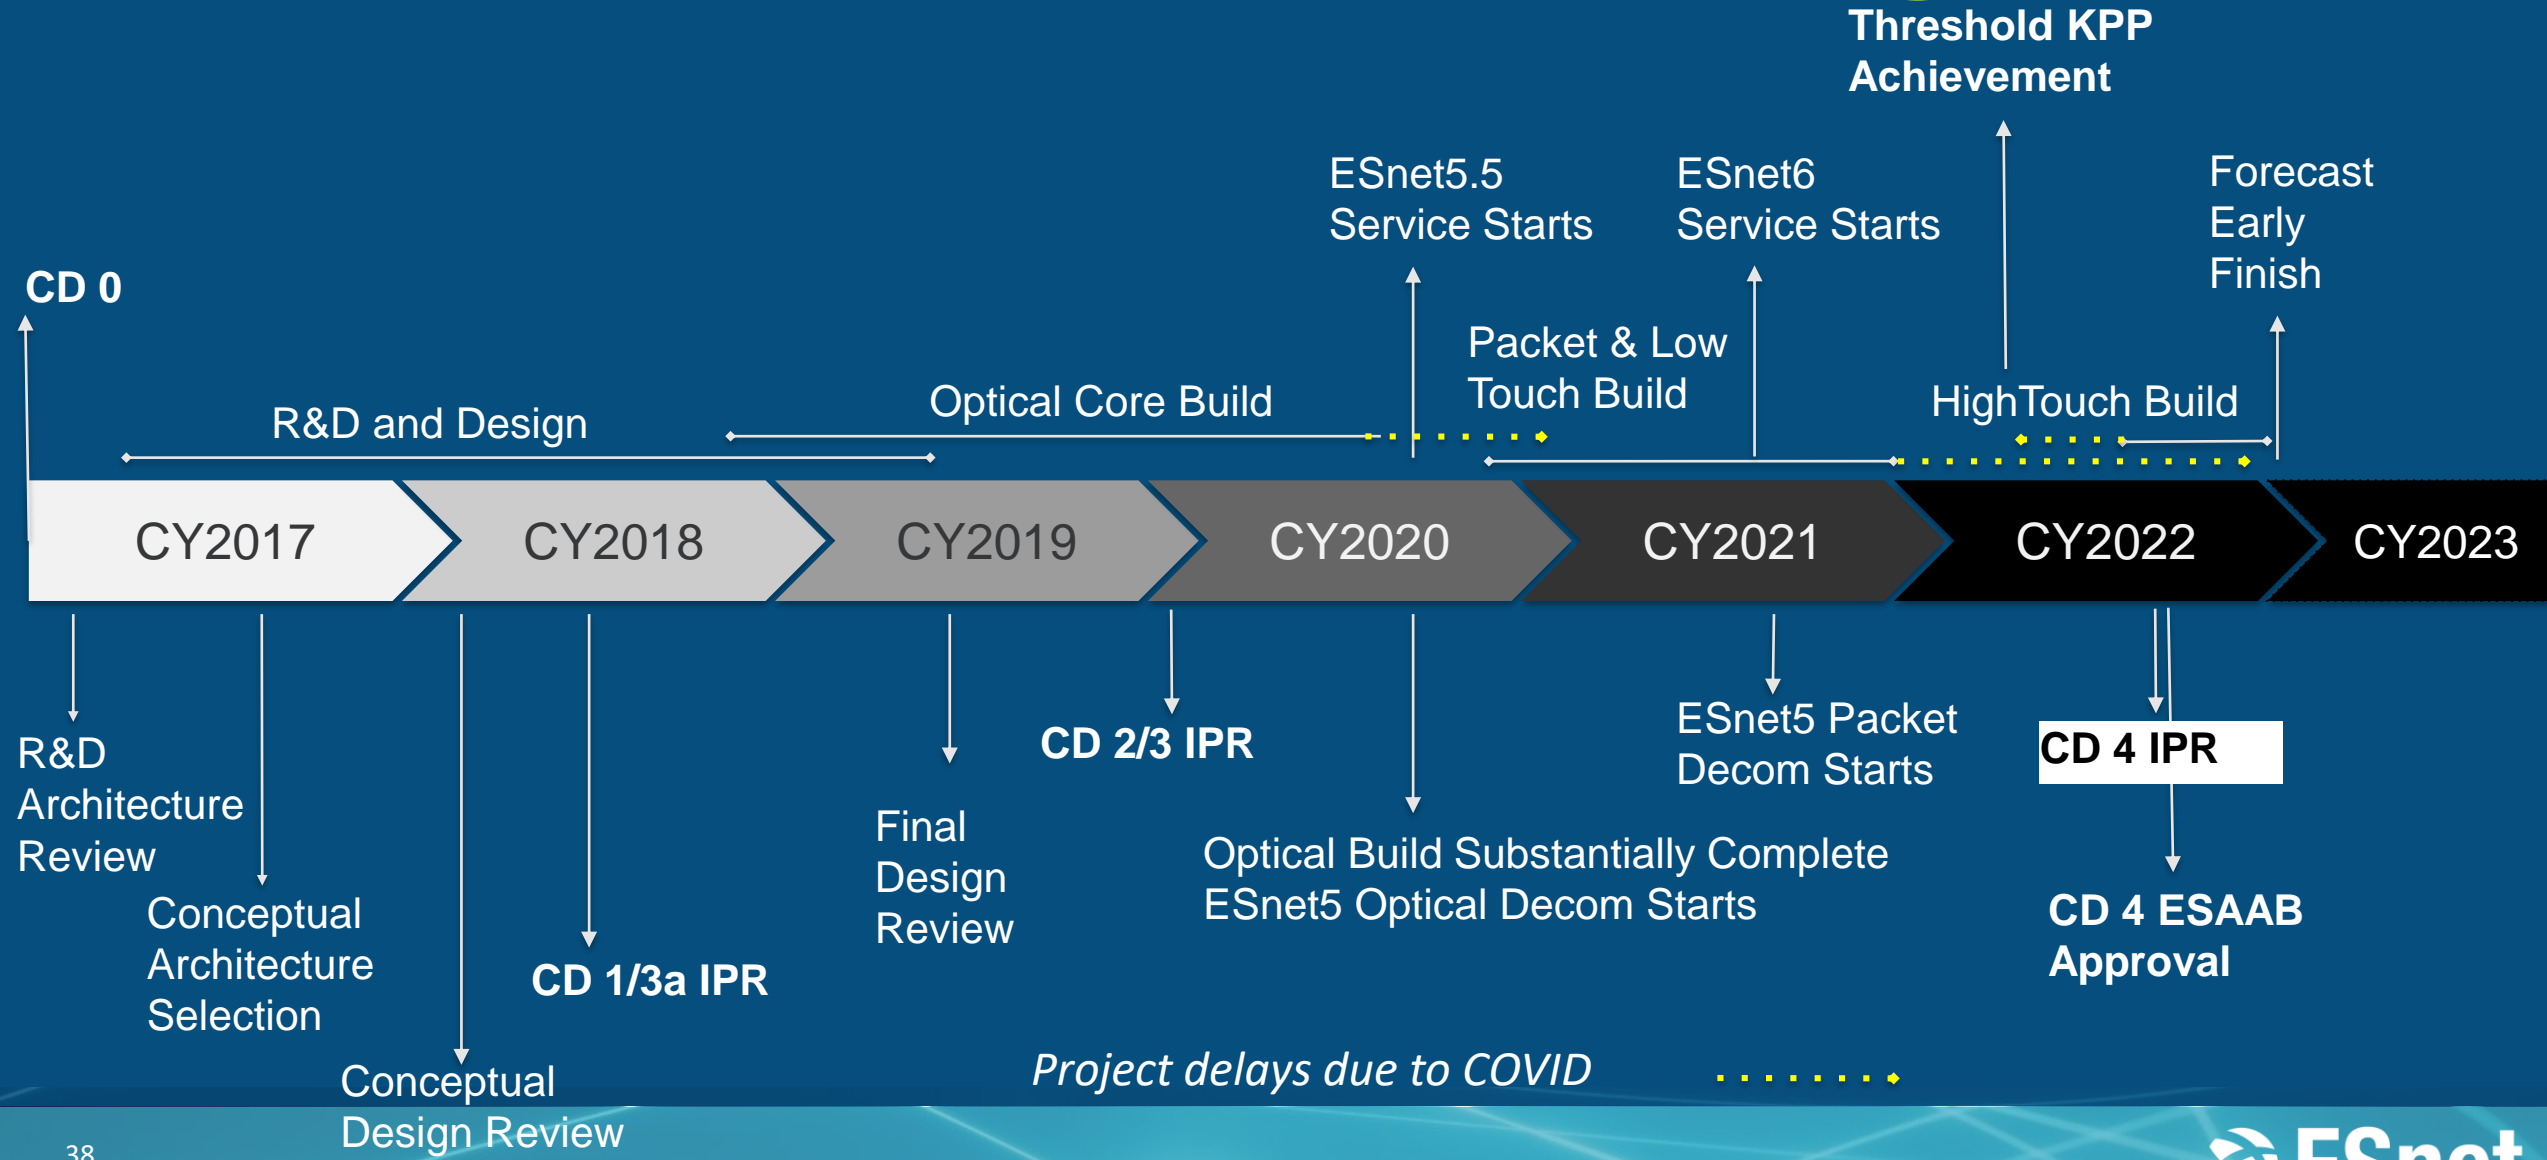 Threshold KPP
Achievement
ESnet5.5
Service Starts
ESnet6
Service Starts
Forecast
Early
Finish
CD 0
Packet & Low
Touch Build
R&D and Design
Optical Core Build
HighTouch Build
CY2017
CY2018
CY2019
CY2020
CY2021
CY2022
CY2023
R&D
Architecture
Review
Conceptual
Architecture
Selection
Conceptual
Design Review
CD 1/3a IPR
Final
Design
Review
CD 2/3 IPR
Optical Build Substantially Complete
ESnet5 Optical Decom Starts
ESnet5 Packet
Decom Starts
CD 4 IPR
CD 4 ESAAB
Approval
Project delays due to COVID
38
ESnet